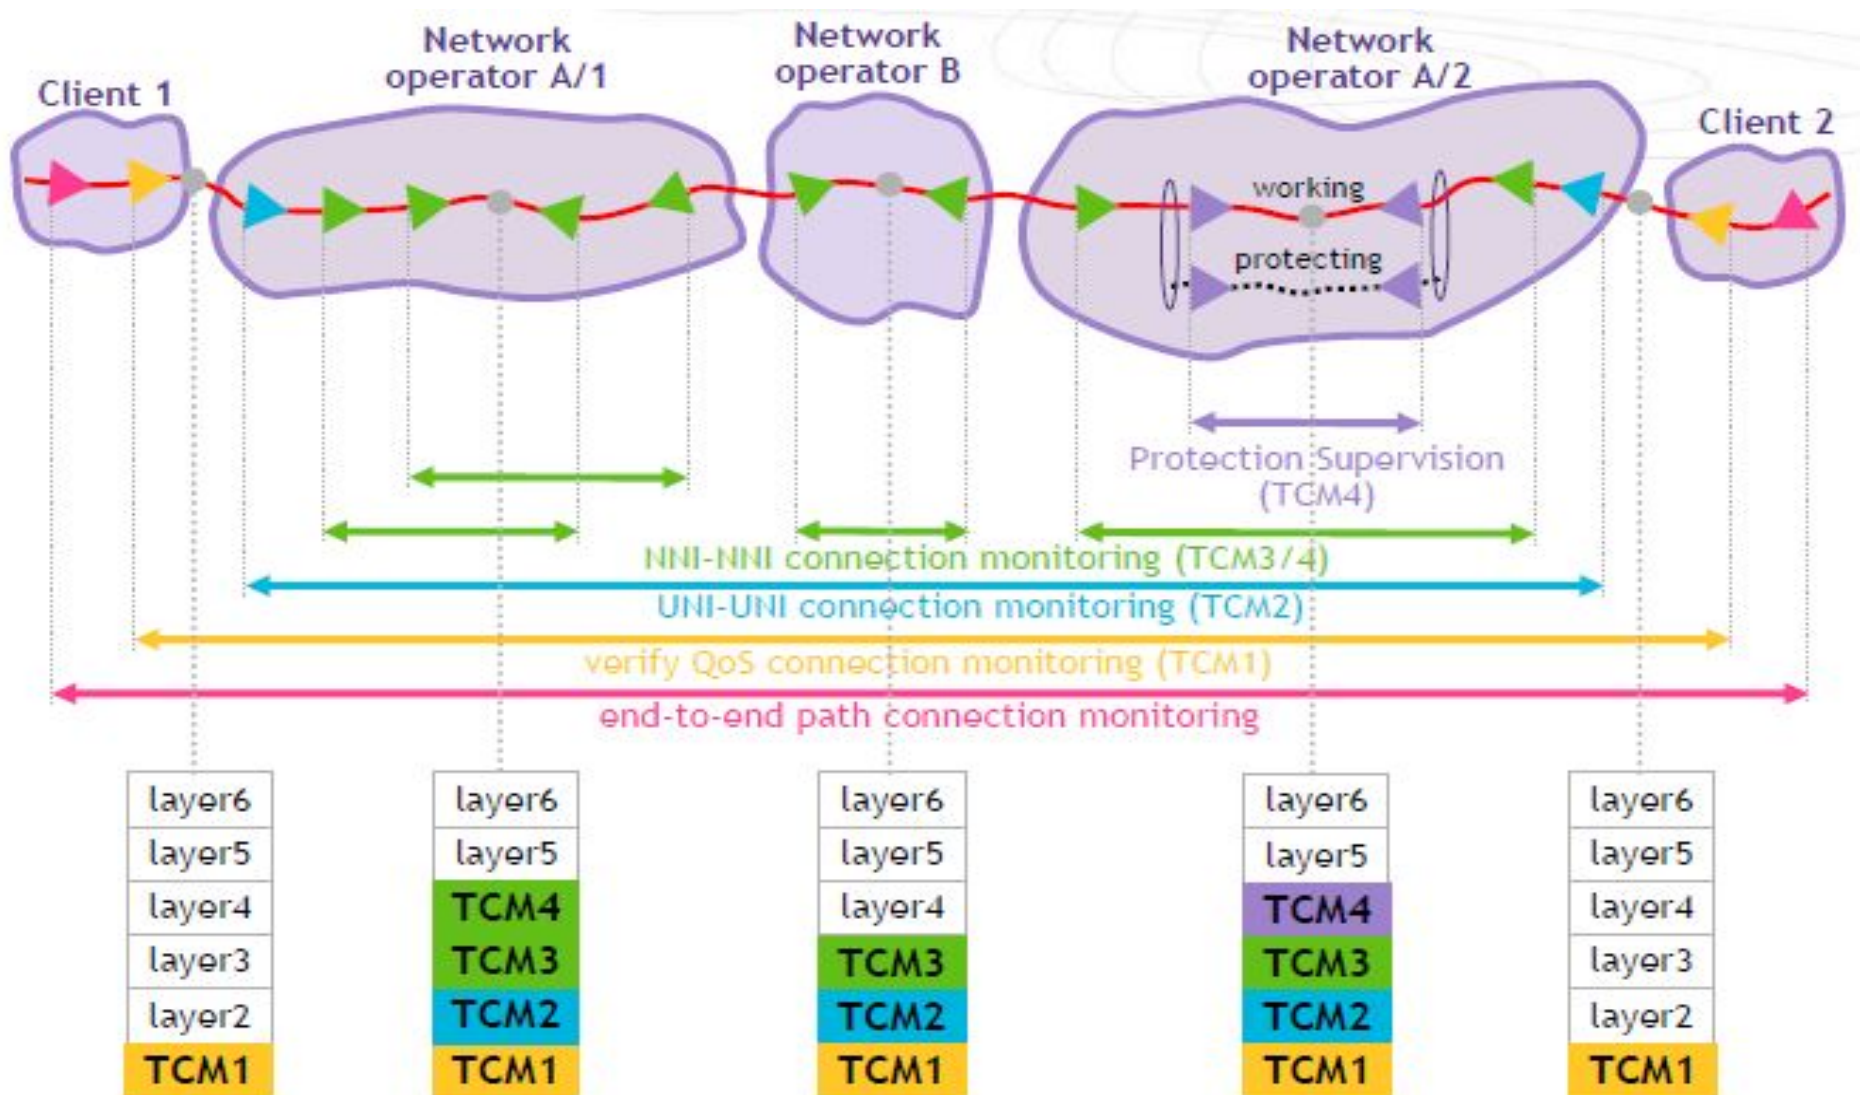 Client 1
Network
operator A/1
Network
operator B
Network
operator A/2
Client 2
working
protecting
Protection Supervision
(TCM4)
NNI-NNI connection monitoring (TCM3/4)
UNI-UNI connection monitoring (TCM2)
verify QoS connection monitoring (TCM1)
end-to-end path connection monitoring
layer6
layer5
layer4
layer3
layer2
TCM1
layer6
layer5
TCM4
TCM3
TCM2
TCM1
layer6
layer5
layer4
TCM3
TCM2
TCM1
layer6
layer5
TCM4
TCM3
TCM2
TCM1
layer6
layer5
layer4
layer3
layer2
TCM1